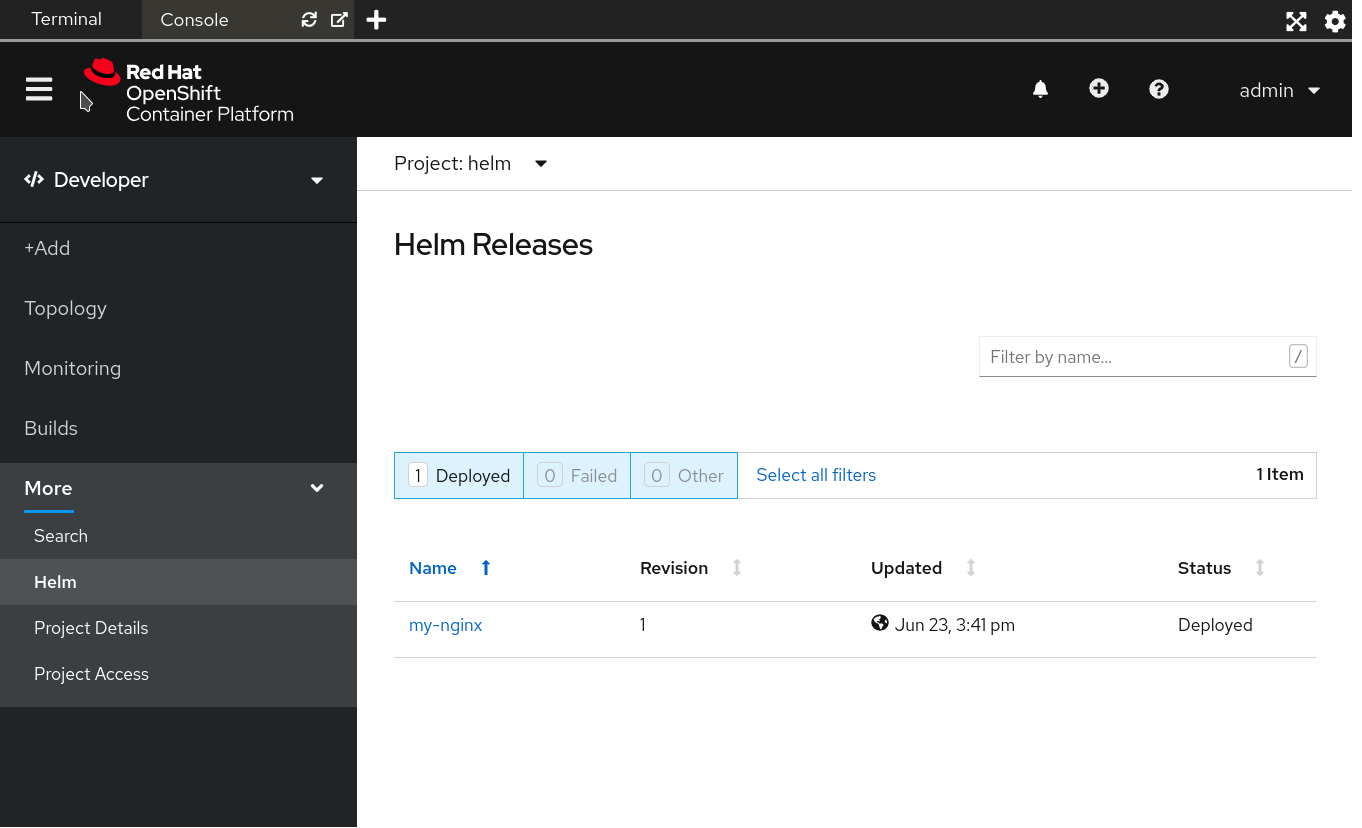 Terminal
Console
Red Hat
OpenShift
Container Platform
admin
Developer
+Add
Topology
Monitoring
Builds
More
Search
Helm
Project Details
Project Access
Project: helm
Helm Releases
Filter by name... /
1 Deployed 0 Failed 0 Other Select all filters 1 Item
Name Revision Updated Status
my-nginx 1 Jun 23, 3:41 pm Deployed